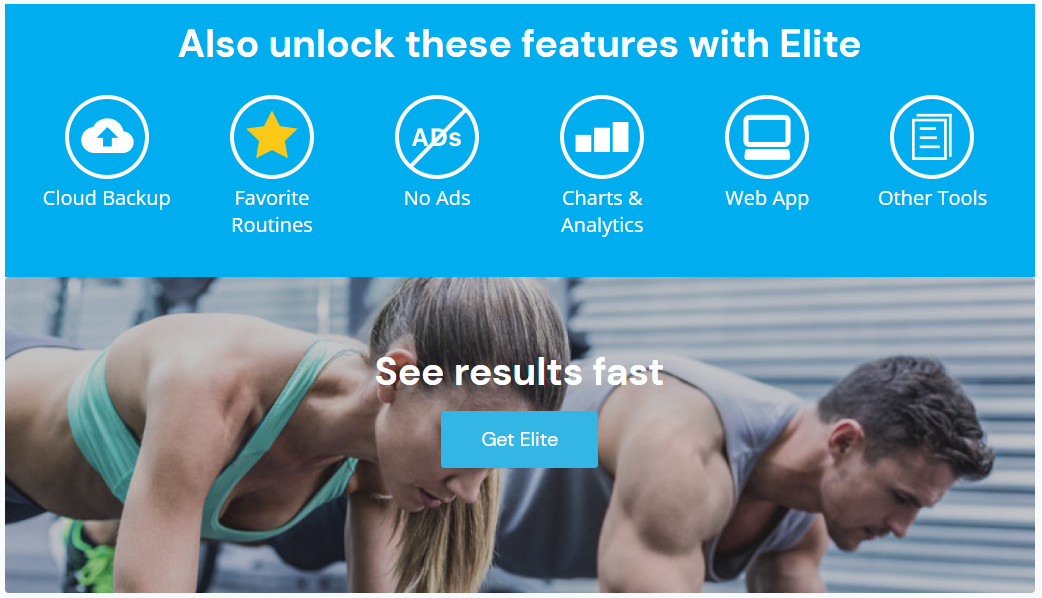 Also unlock these features with Elite
ADs
Cloud Backup
Favorite
Routines
No Ads
Charts &
Analytics
Web App
Other Tools
See results fast
Get Elite